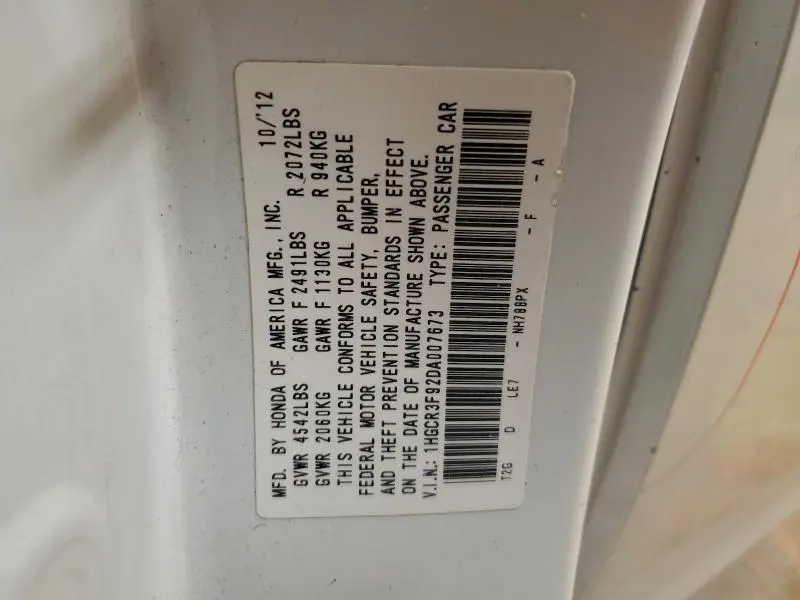 MFD. BY HONDA OF AMERICA MFG., INC. 10/'12
GVWR 4542LBS GAWR F 2491LBS R 2072LBS
GVWR 2060KG GAWR F 1130KG R 940KG
THIS VEHICLE CONFORMS TO ALL APPLICABLE
FEDERAL MOTOR VEHICLE SAFETY, BUMPER,
AND THEFT PREVENTION STANDARDS IN EFFECT
ON THE DATE OF MANUFACTURE SHOWN ABOVE.
V.I.N.: 1HGCR3F92DA007673 TYPE: PASSENGER CAR
T2G D LE7 - NH788PX - F - A